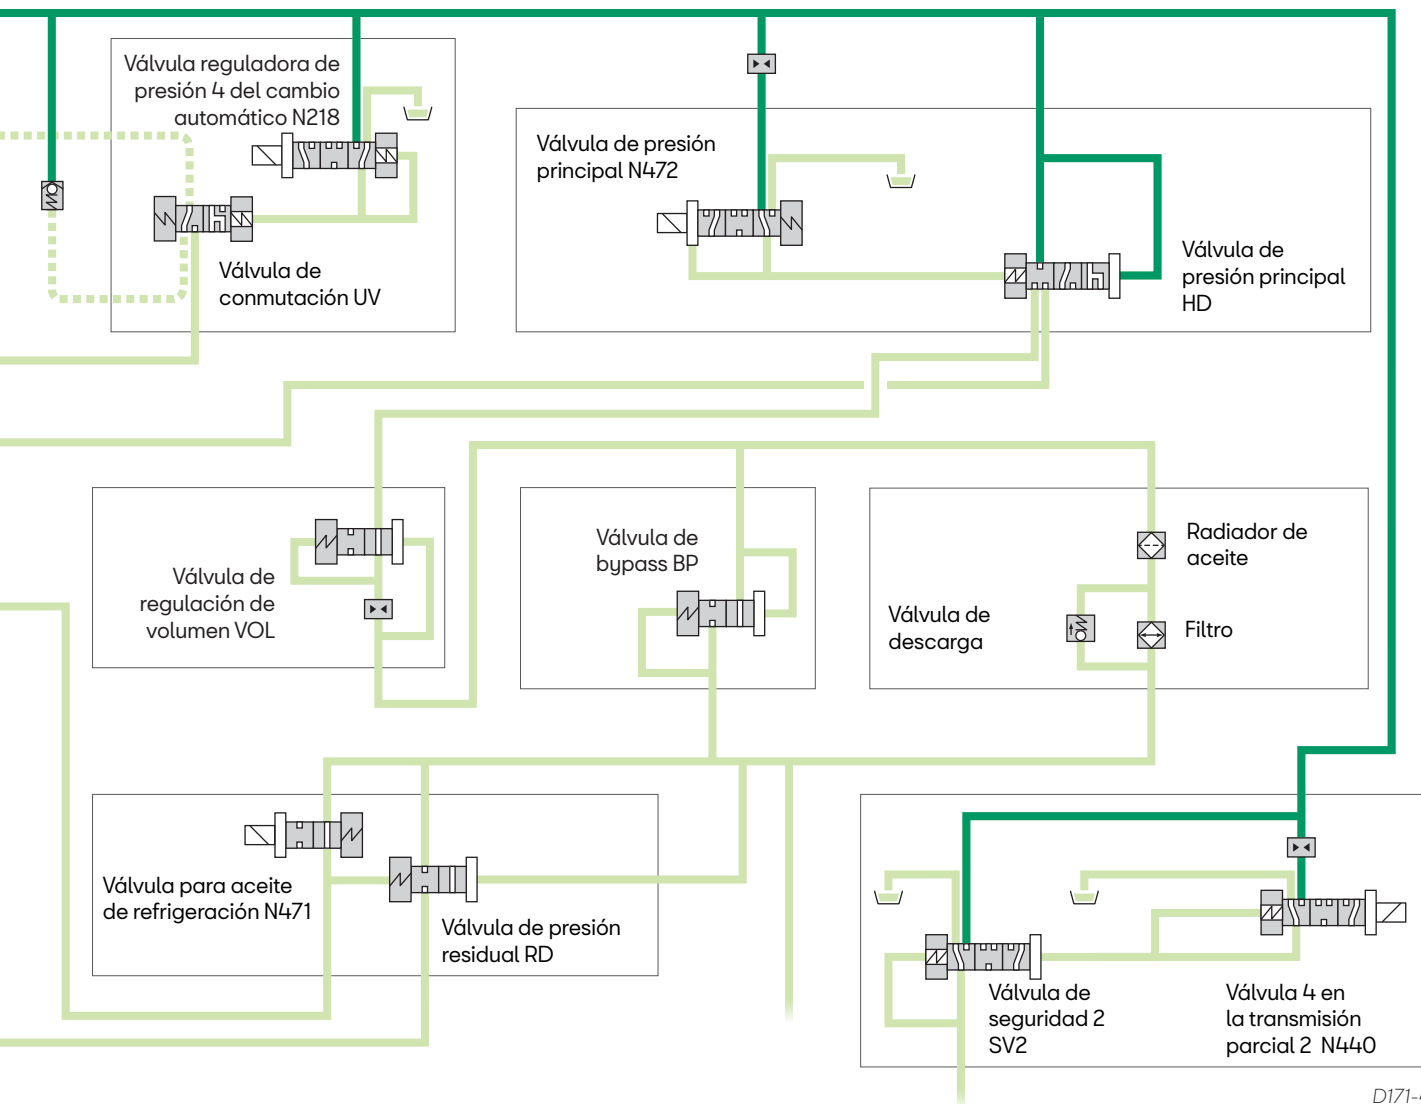 Válvula reguladora de
presión 4 del cambio
automático N218
Válvula de
conmutación UV
Válvula de presión
principal N472
Válvula de
presión principal
HD
Válvula de
regulación de
volumen VOL
Válvula de
bypass BP
Radiador de
aceite
Válvula de
descarga
Filtro
Válvula para aceite
de refrigeración N471
Válvula de presión
residual RD
Válvula de
seguridad 2
SV2
Válvula 4 en
la transmisión
parcial 2 N440